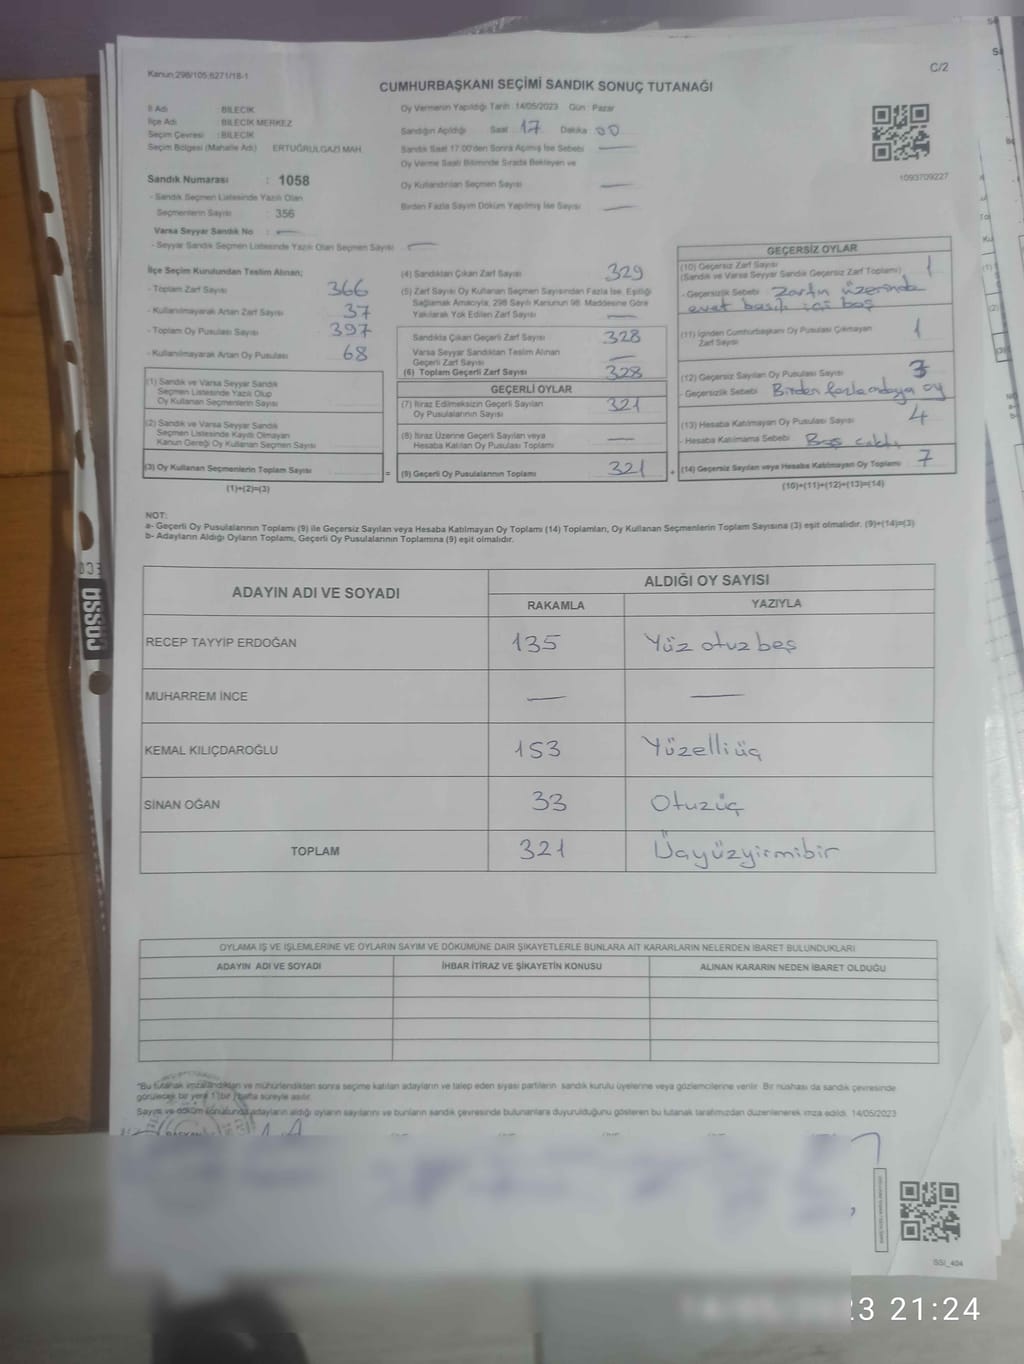 Kanun:298/105;6271/18-1
C/2
CUMHURBAŞKANI SEÇİMİ SANDIK SONUÇ TUTANAĞI
İl Adı : BİLECİK
İlçe Adı : BİLECİK MERKEZ
Seçim Çevresi : BİLECİK
Seçim Bölgesi (Mahalle Adı) ERTUĞRULGAZİ MAH.
Oy Vermenin Yapıldığı Tarih :14/05/2023 Gün : Pazar
Sandığın Açıldığı Saat 17 Dakika 00
Sandık Saat 17:00'den Sonra Açılmış İse Sebebi —
Oy Verme Saati Bitiminde Sırada Bekleyen ve
Oy Kullandırılan Seçmen Sayısı —
Birden Fazla Sayım Döküm Yapılmış İse Sayısı —
1093709227
Sandık Numarası : 1058
- Sandık Seçmen Listesinde Yazılı Olan
Seçmenlerin Sayısı : 356
Varsa Seyyar Sandık No : —
- Seyyar Sandık Seçmen Listesinde Yazılı Olan Seçmen Sayısı —
İlçe Seçim Kurulundan Teslim Alınan;
- Toplam Zarf Sayısı 366
- Kullanılmayarak Artan Zarf Sayısı 37
- Toplam Oy Pusulası Sayısı 397
- Kullanılmayarak Artan Oy Pusulası 68
(1) Sandık ve Varsa Seyyar Sandık
Seçmen Listesinde Yazılı Olup
Oy Kullanan Seçmenlerin Sayısı
(2) Sandık ve Varsa Seyyar Sandık
Seçmen Listesinde Kayıtlı Olmayan
Kanun Gereği Oy Kullanan Seçmen Sayısı
(3) Oy Kullanan Seçmenlerin Toplam Sayısı =
(1)+(2)=(3)
(4) Sandıktan Çıkan Zarf Sayısı 329
(5) Zarf Sayısı Oy Kullanan Seçmen Sayısından Fazla İse, Eşitliği
Sağlamak Amacıyla; 298 Sayılı Kanunun 98. Maddesine Göre
Yakılarak Yok Edilen Zarf Sayısı —
Sandıkta Çıkan Geçerli Zarf Sayısı 328
Varsa Seyyar Sandıktan Teslim Alınan
Geçerli Zarf Sayısı —
(6) Toplam Geçerli Zarf Sayısı 328
GEÇERLİ OYLAR
(7) İtiraz Edilmeksizin Geçerli Sayılan
Oy Pusulalarının Sayısı 321
(8) İtiraz Üzerine Geçerli Sayılan veya
Hesaba Katılan Oy Pusulası Toplamı —
(9) Geçerli Oy Pusulalarının Toplamı 321 +
GEÇERSİZ OYLAR
(10) Geçersiz Zarf Sayısı
(Sandık ve Varsa Seyyar Sandık Geçersiz Zarf Toplamı) 1
- Geçersizlik Sebebi Zarfın üzerinde
evet basılı içi boş
(11) İçinden Cumhurbaşkanı Oy Pusulası Çıkmayan
Zarf Sayısı 1
(12) Geçersiz Sayılan Oy Pusulası Sayısı 3
- Geçersizlik Sebebi Birden fazla adaya oy
(13) Hesaba Katılmayan Oy Pusulası Sayısı 4
- Hesaba Katılmama Sebebi Boş çıktı
(14) Geçersiz Sayılan veya Hesaba Katılmayan Oy Toplamı 7
(10)+(11)+(12)+(13)=(14)
NOT:
a- Geçerli Oy Pusulalarının Toplamı (9) ile Geçersiz Sayılan veya Hesaba Katılmayan Oy Toplamı (14) Toplamları, Oy Kullanan Seçmenlerin Toplam Sayısına (3) eşit olmalıdır. (9)+(14)=(3)
b- Adayların Aldığı Oyların Toplamı, Geçerli Oy Pusulalarının Toplamına (9) eşit olmalıdır.
ADAYIN ADI VE SOYADI
ALDIĞI OY SAYISI
RAKAMLA YAZIYLA
RECEP TAYYİP ERDOĞAN 135 Yüz otuz beş
MUHARREM İNCE — —
KEMAL KILIÇDAROĞLU 153 Yüzelliüç
SİNAN OĞAN 33 Otuzüç
TOPLAM 321 Üçyüzyirmibir
OYLAMA İŞ VE İŞLEMLERİNE VE OYLARIN SAYIM VE DÖKÜMÜNE DAİR ŞİKAYETLERLE BUNLARA AİT KARARLARIN NELERDEN İBARET BULUNDUKLARI
ADAYIN ADI VE SOYADI İHBAR İTİRAZ VE ŞİKAYETİN KONUSU ALINAN KARARIN NEDEN İBARET OLDUĞU
*Bu tutanak imzalandıktan ve mühürlendikten sonra seçime katılan adayların ve talep eden siyasi partilerin sandık kurulu üyelerine veya gözlemcilerine verilir. Bir nüshası da sandık çevresinde
görülecek bir yere 1 (bir) hafta süreyle asılır.
Sayım ve döküm sonucunda adayların aldığı oyların sayılarını ve bunların sandık çevresinde bulunanlara duyurulduğunu gösteren bu tutanak tarafımızdan düzenlenerek imza edildi. 14/05/2023
BAŞKAN
SSI_404
23 21:24